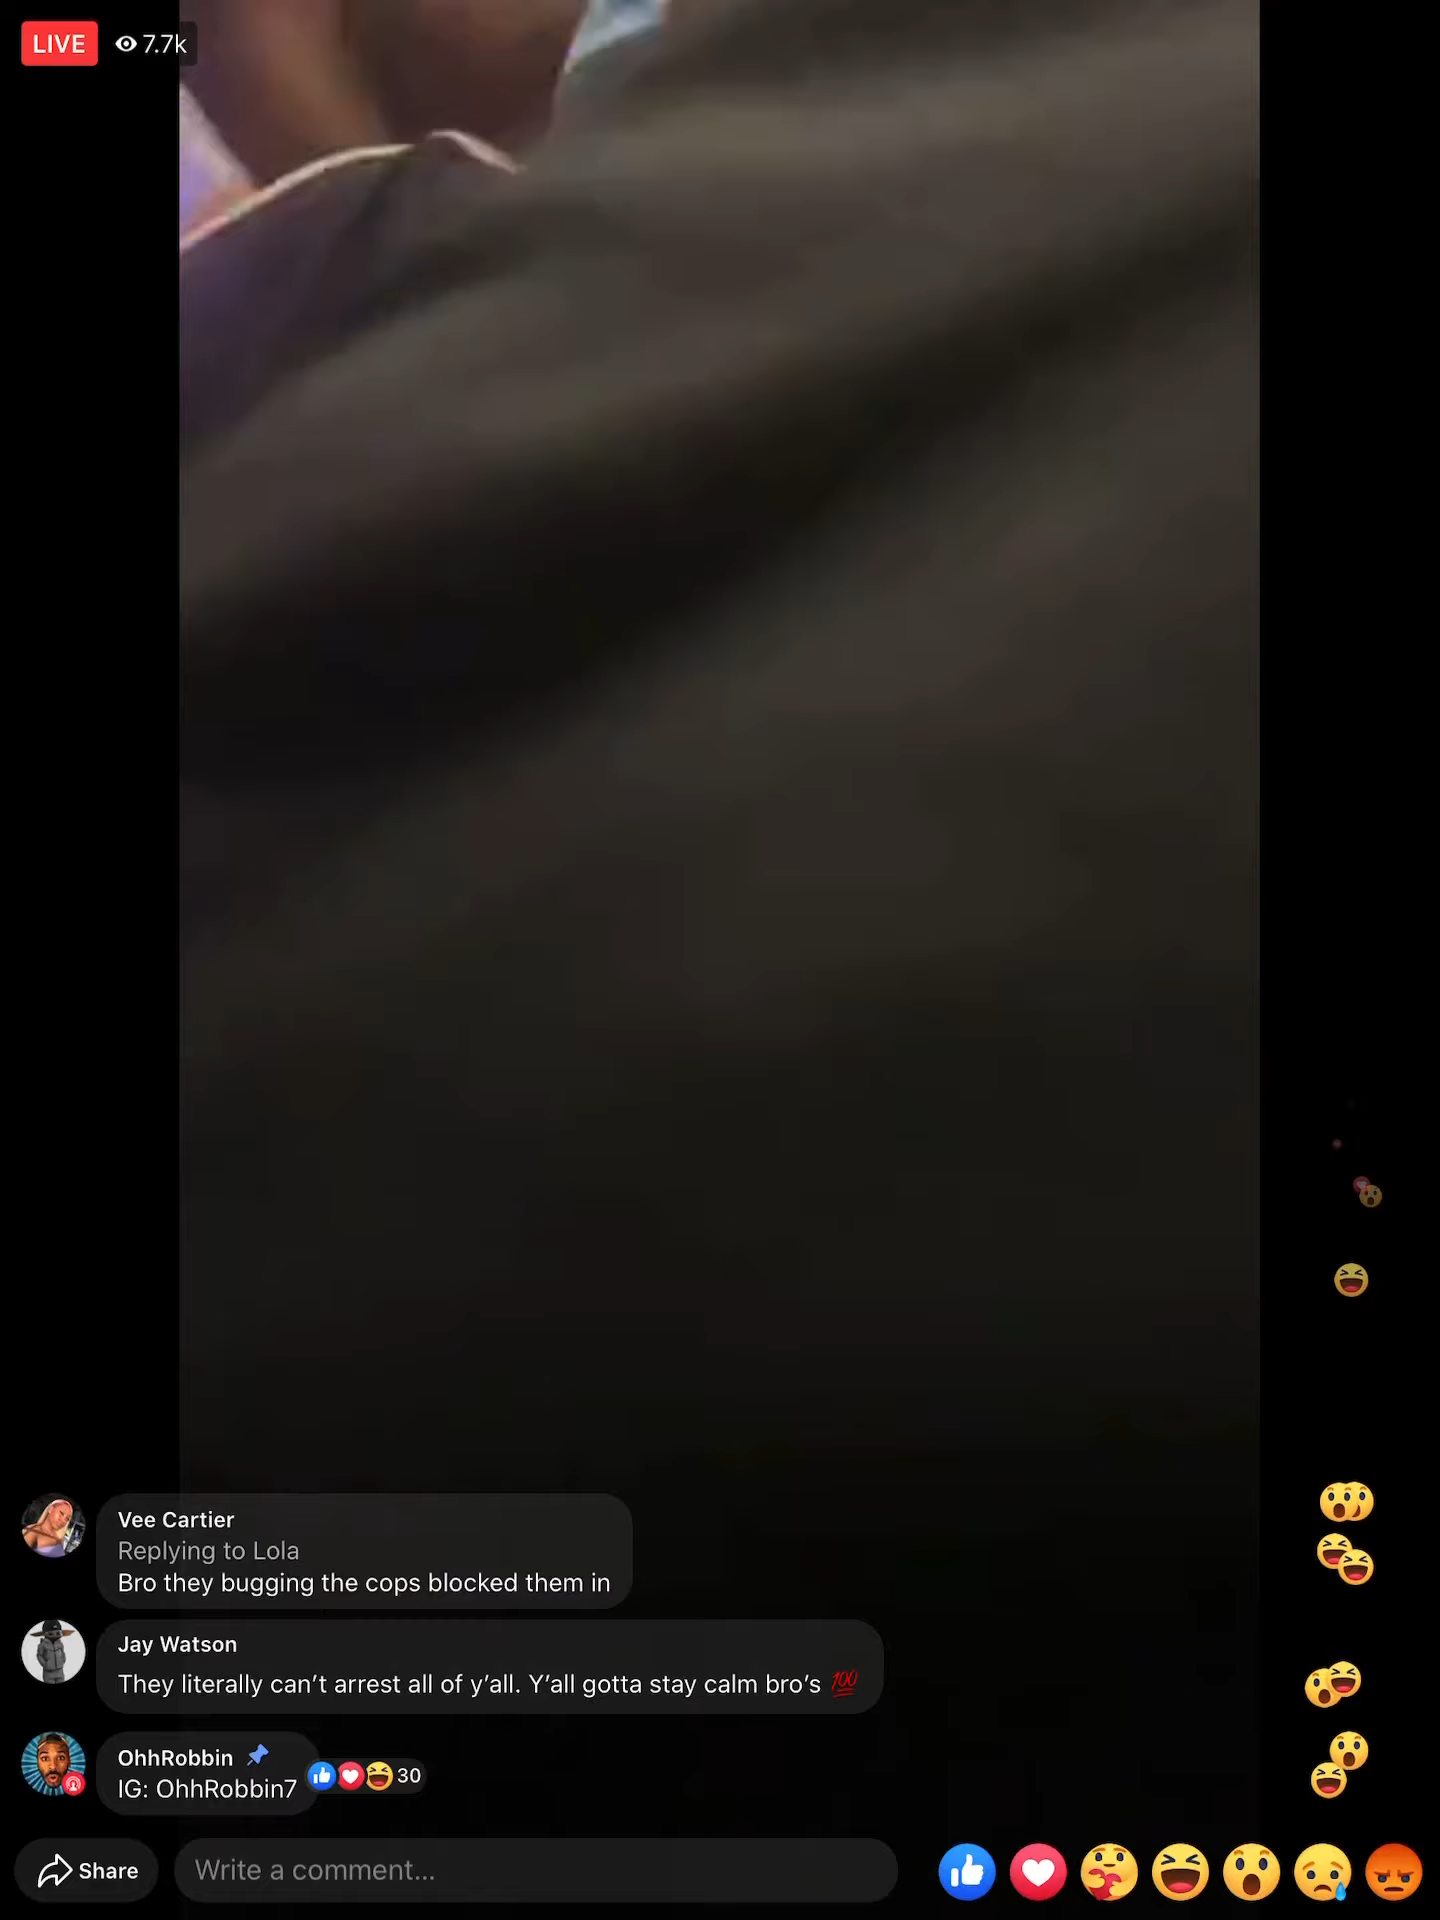 LIVE 7.7k
Vee Cartier
Replying to Lola
Bro they bugging the cops blocked them in
Jay Watson
They literally can’t arrest all of y’all. Y’all gotta stay calm bro’s 💯
OhhRobbin
IG: OhhRobbin7 30
Share Write a comment...